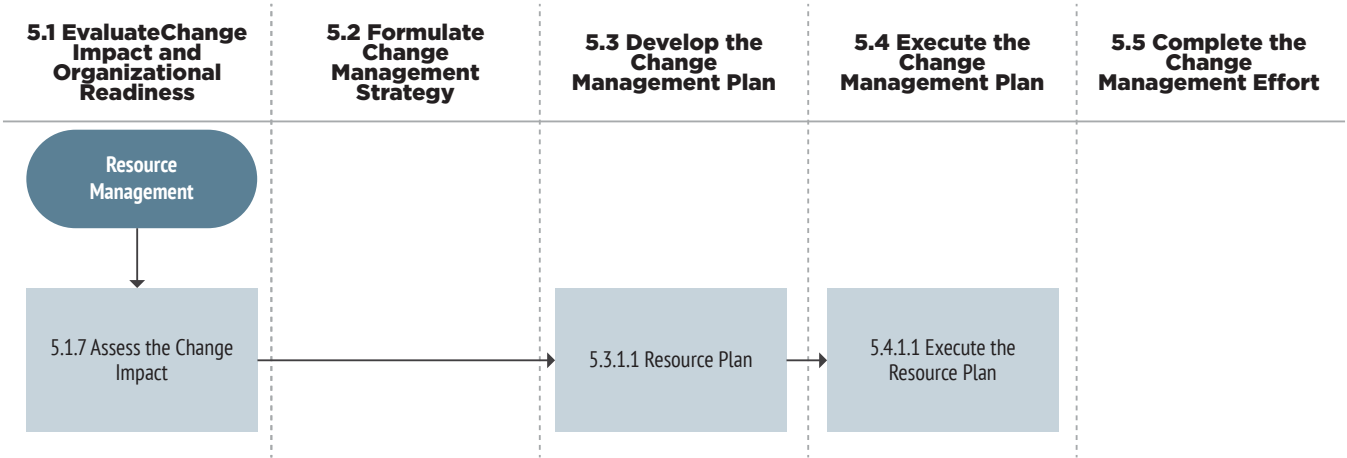 5.1 EvaluateChange
Impact and
Organizational
Readiness
5.2 Formulate
Change
Management
Strategy
5.3 Develop the
Change
Management Plan
5.4 Execute the
Change
Management Plan
5.5 Complete the
Change
Management Effort
Resource
Management
5.1.7 Assess the Change
Impact
5.3.1.1 Resource Plan
5.4.1.1 Execute the
Resource Plan